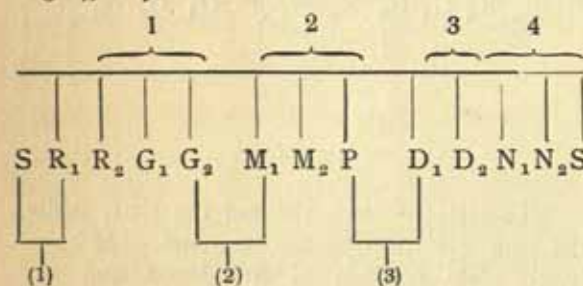 1 2 3 4
S R₁ R₂ G₁ G₂ M₁ M₂ P D₁ D₂ N₁ N₂ S
(1) (2) (3)